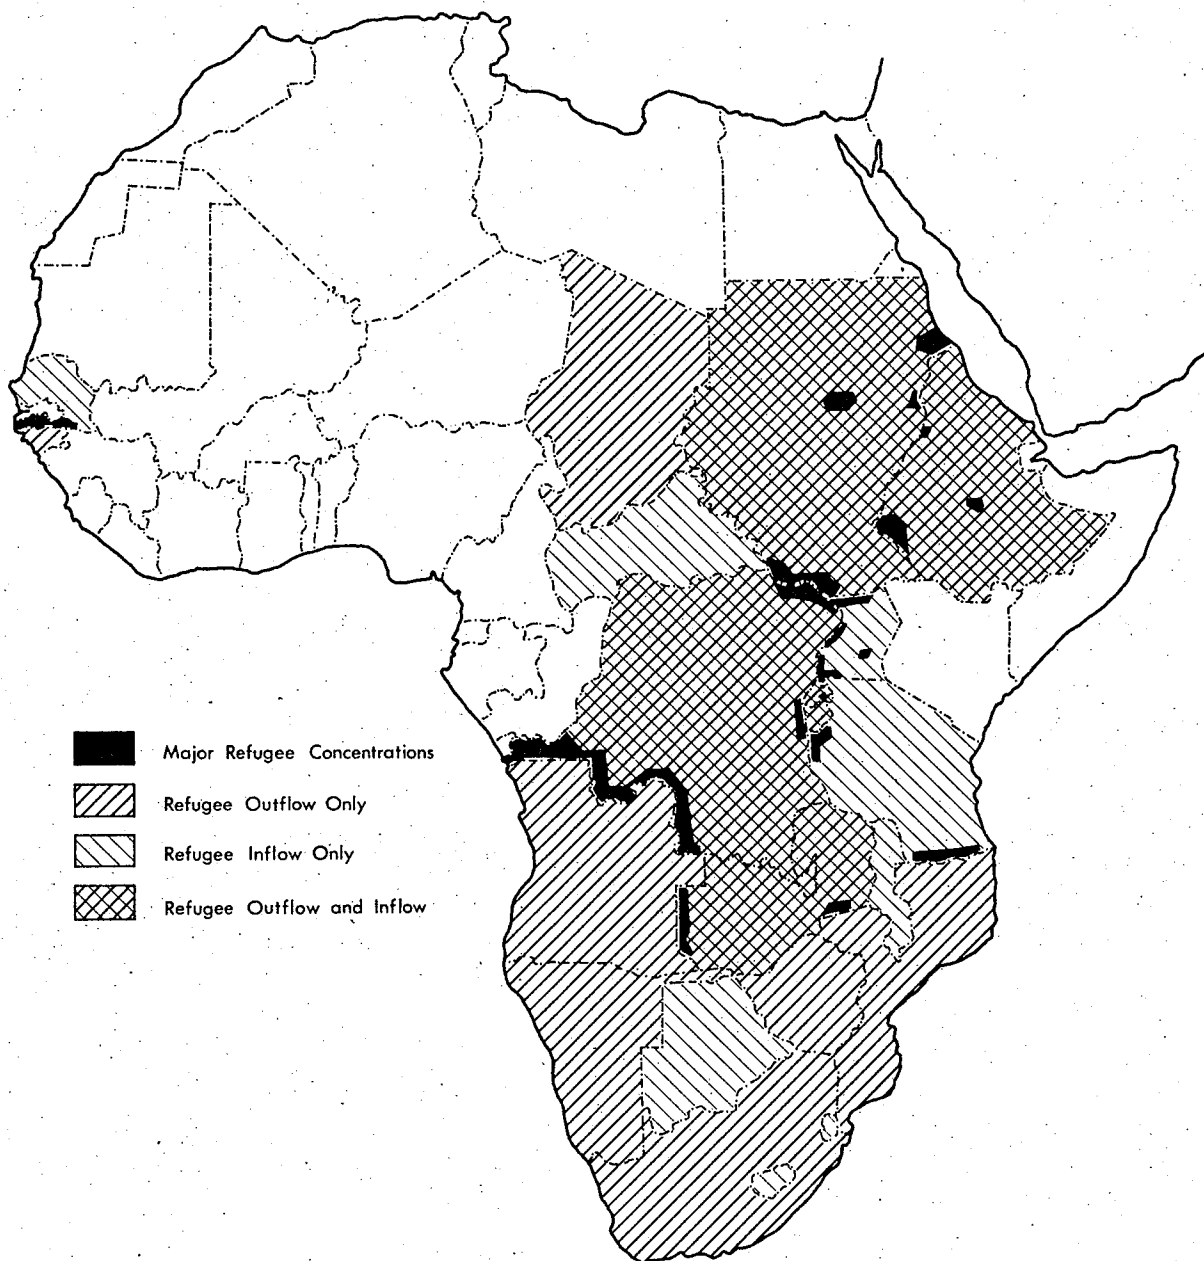 Major Refugee Concentrations
Refugee Outflow Only
Refugee Inflow Only
Refugee Outflow and Inflow